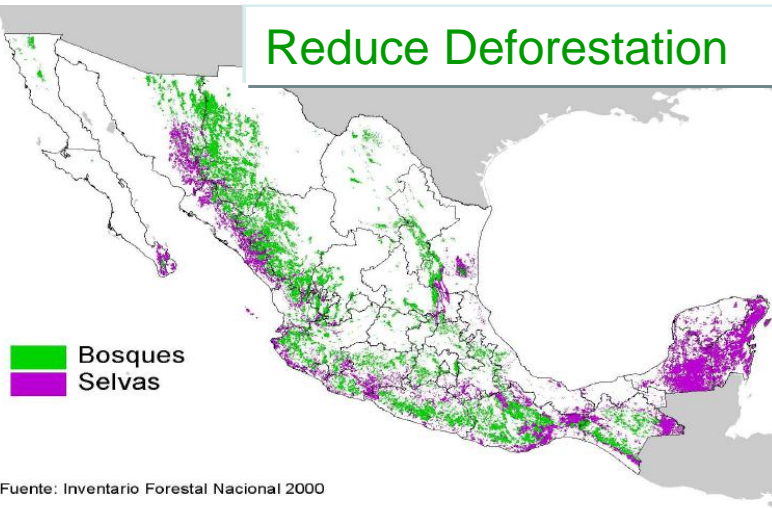 Reduce Deforestation
Bosques
Selvas
Fuente: Inventario Forestal Nacional 2000